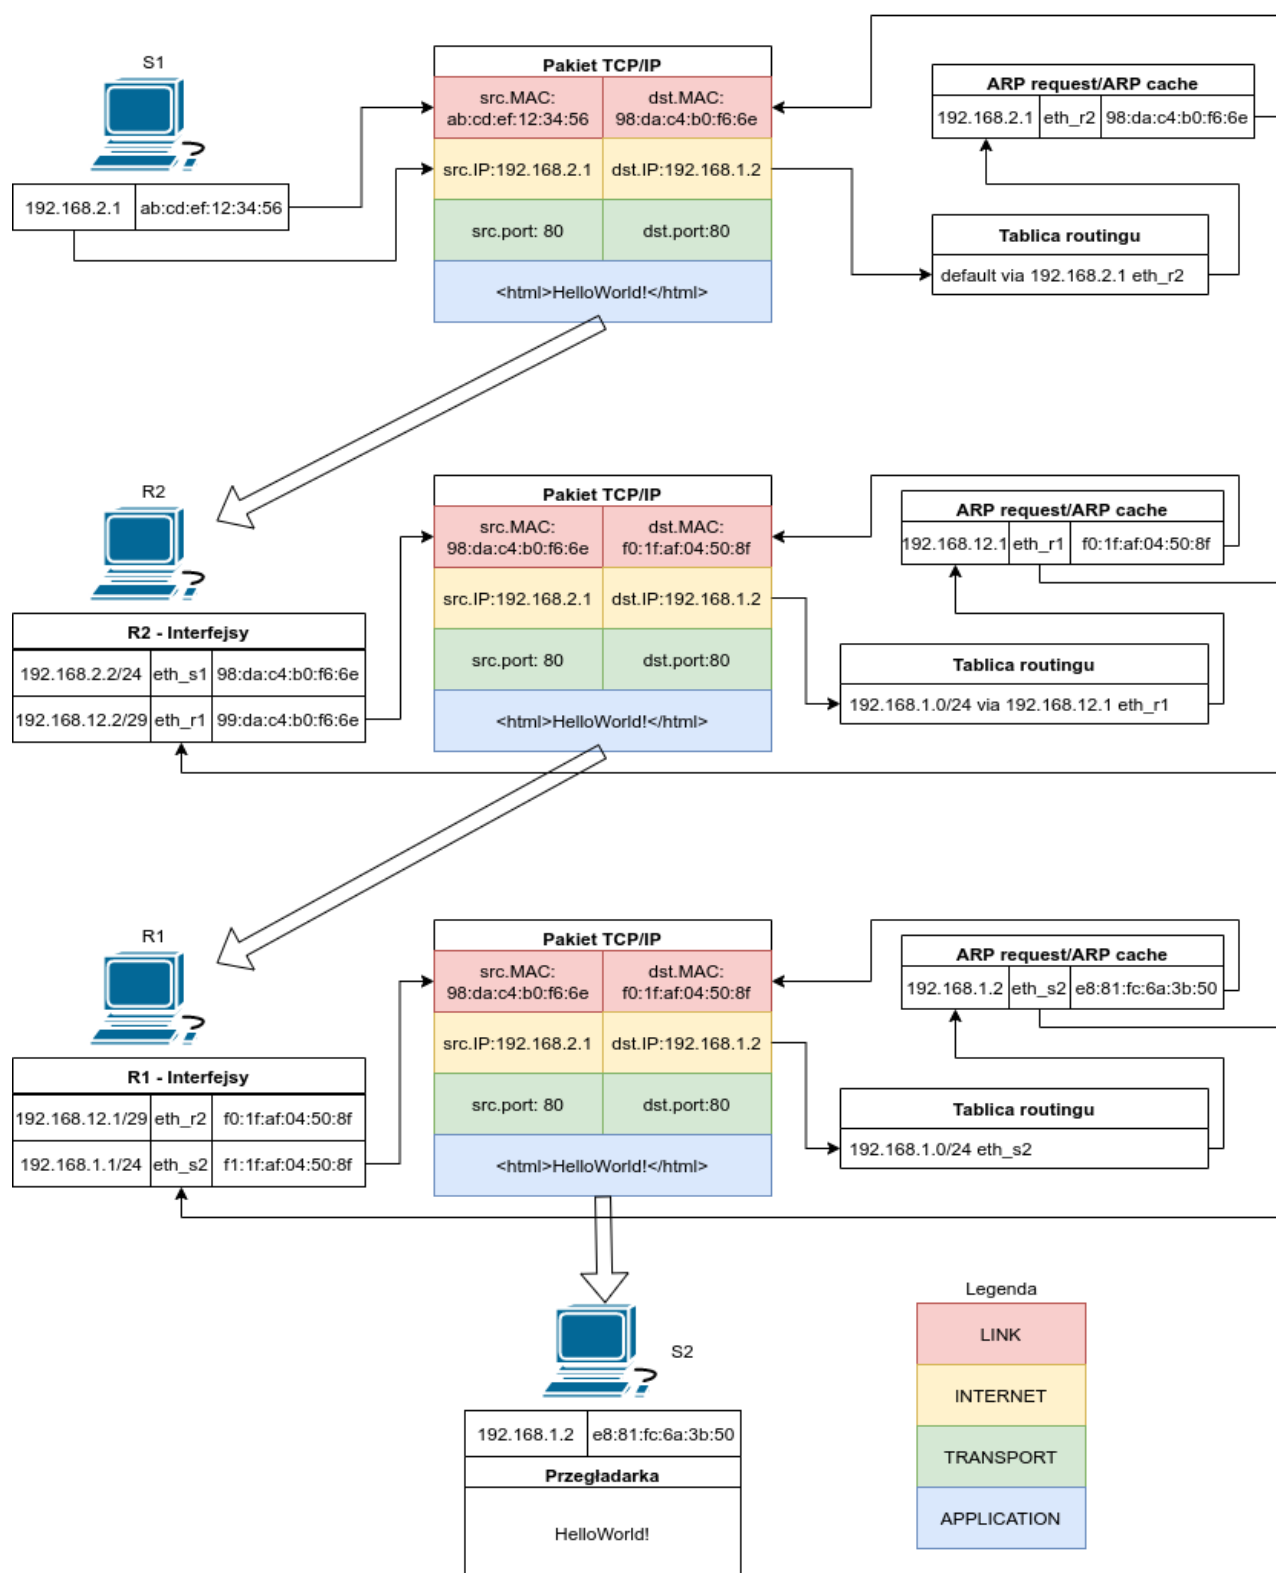 S1
192.168.2.1 ab:cd:ef:12:34:56
Pakiet TCP/IP
src.MAC: dst.MAC:
ab:cd:ef:12:34:56 98:da:c4:b0:f6:6e
src.IP:192.168.2.1 dst.IP:192.168.1.2
src.port: 80 dst.port:80
<html>HelloWorld!</html>
ARP request/ARP cache
192.168.2.1 eth_r2 98:da:c4:b0:f6:6e
Tablica routingu
default via 192.168.2.1 eth_r2
R2
R2 - Interfejsy
192.168.2.2/24 eth_s1 98:da:c4:b0:f6:6e
192.168.12.2/29 eth_r1 99:da:c4:b0:f6:6e
Pakiet TCP/IP
src.MAC: dst.MAC:
98:da:c4:b0:f6:6e f0:1f:af:04:50:8f
src.IP:192.168.2.1 dst.IP:192.168.1.2
src.port: 80 dst.port:80
<html>HelloWorld!</html>
ARP request/ARP cache
192.168.12.1 eth_r1 f0:1f:af:04:50:8f
Tablica routingu
192.168.1.0/24 via 192.168.12.1 eth_r1
R1
R1 - Interfejsy
192.168.12.1/29 eth_r2 f0:1f:af:04:50:8f
192.168.1.1/24 eth_s2 f1:1f:af:04:50:8f
Pakiet TCP/IP
src.MAC: dst.MAC:
98:da:c4:b0:f6:6e f0:1f:af:04:50:8f
src.IP:192.168.2.1 dst.IP:192.168.1.2
src.port: 80 dst.port:80
<html>HelloWorld!</html>
ARP request/ARP cache
192.168.1.2 eth_s2 e8:81:fc:6a:3b:50
Tablica routingu
192.168.1.0/24 eth_s2
S2
192.168.1.2 e8:81:fc:6a:3b:50
Przegładarka
HelloWorld!
Legenda
LINK
INTERNET
TRANSPORT
APPLICATION